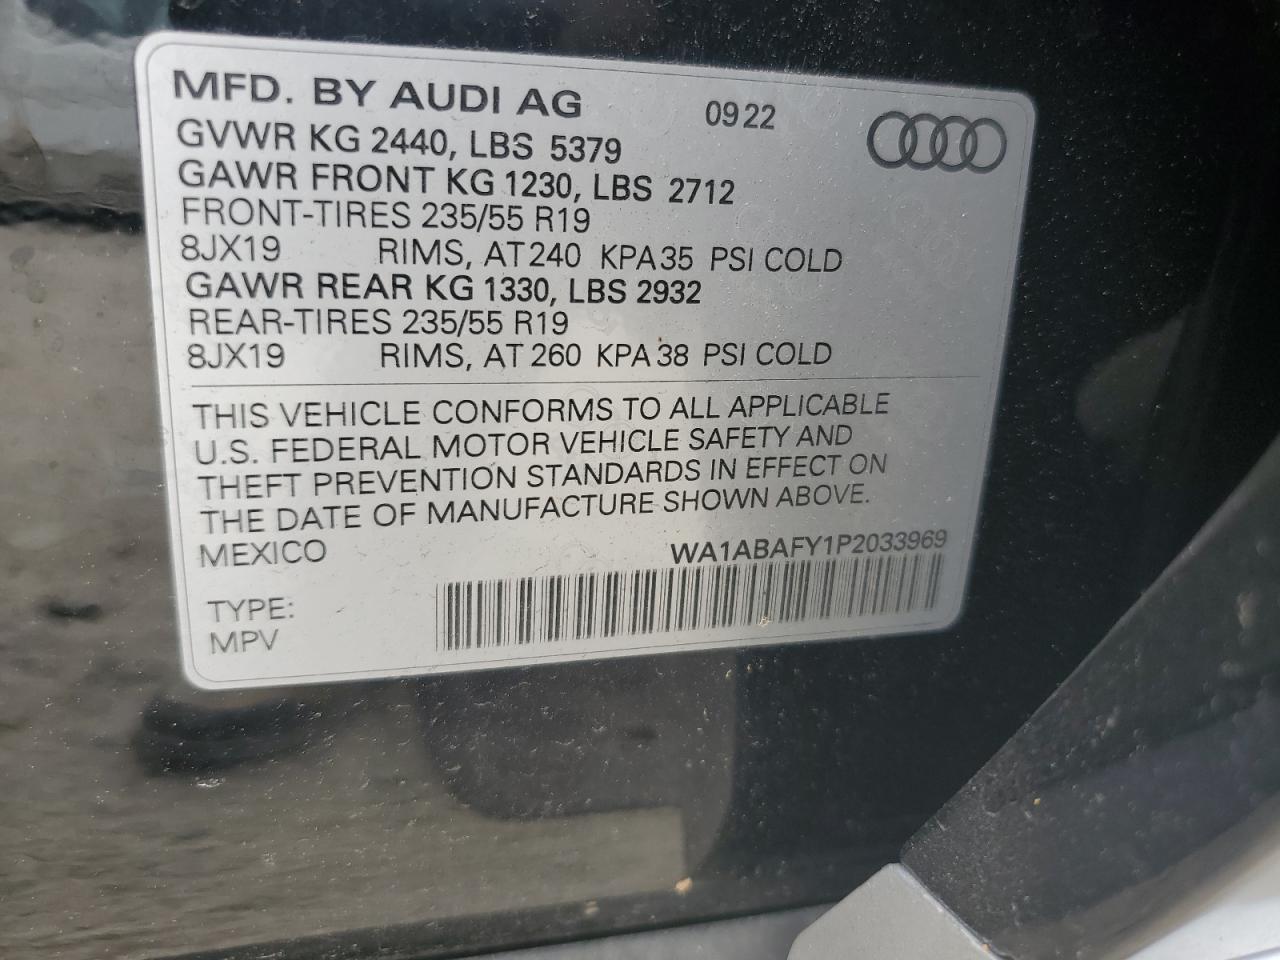 MFD. BY AUDI AG 0922
GVWR KG 2440, LBS 5379
GAWR FRONT KG 1230, LBS 2712
FRONT-TIRES 235/55 R19
8JX19 RIMS, AT 240 KPA 35 PSI COLD
GAWR REAR KG 1330, LBS 2932
REAR-TIRES 235/55 R19
8JX19 RIMS, AT 260 KPA 38 PSI COLD
THIS VEHICLE CONFORMS TO ALL APPLICABLE
U.S. FEDERAL MOTOR VEHICLE SAFETY AND
THEFT PREVENTION STANDARDS IN EFFECT ON
THE DATE OF MANUFACTURE SHOWN ABOVE.
MEXICO WA1ABAFY1P2033969
TYPE:
MPV